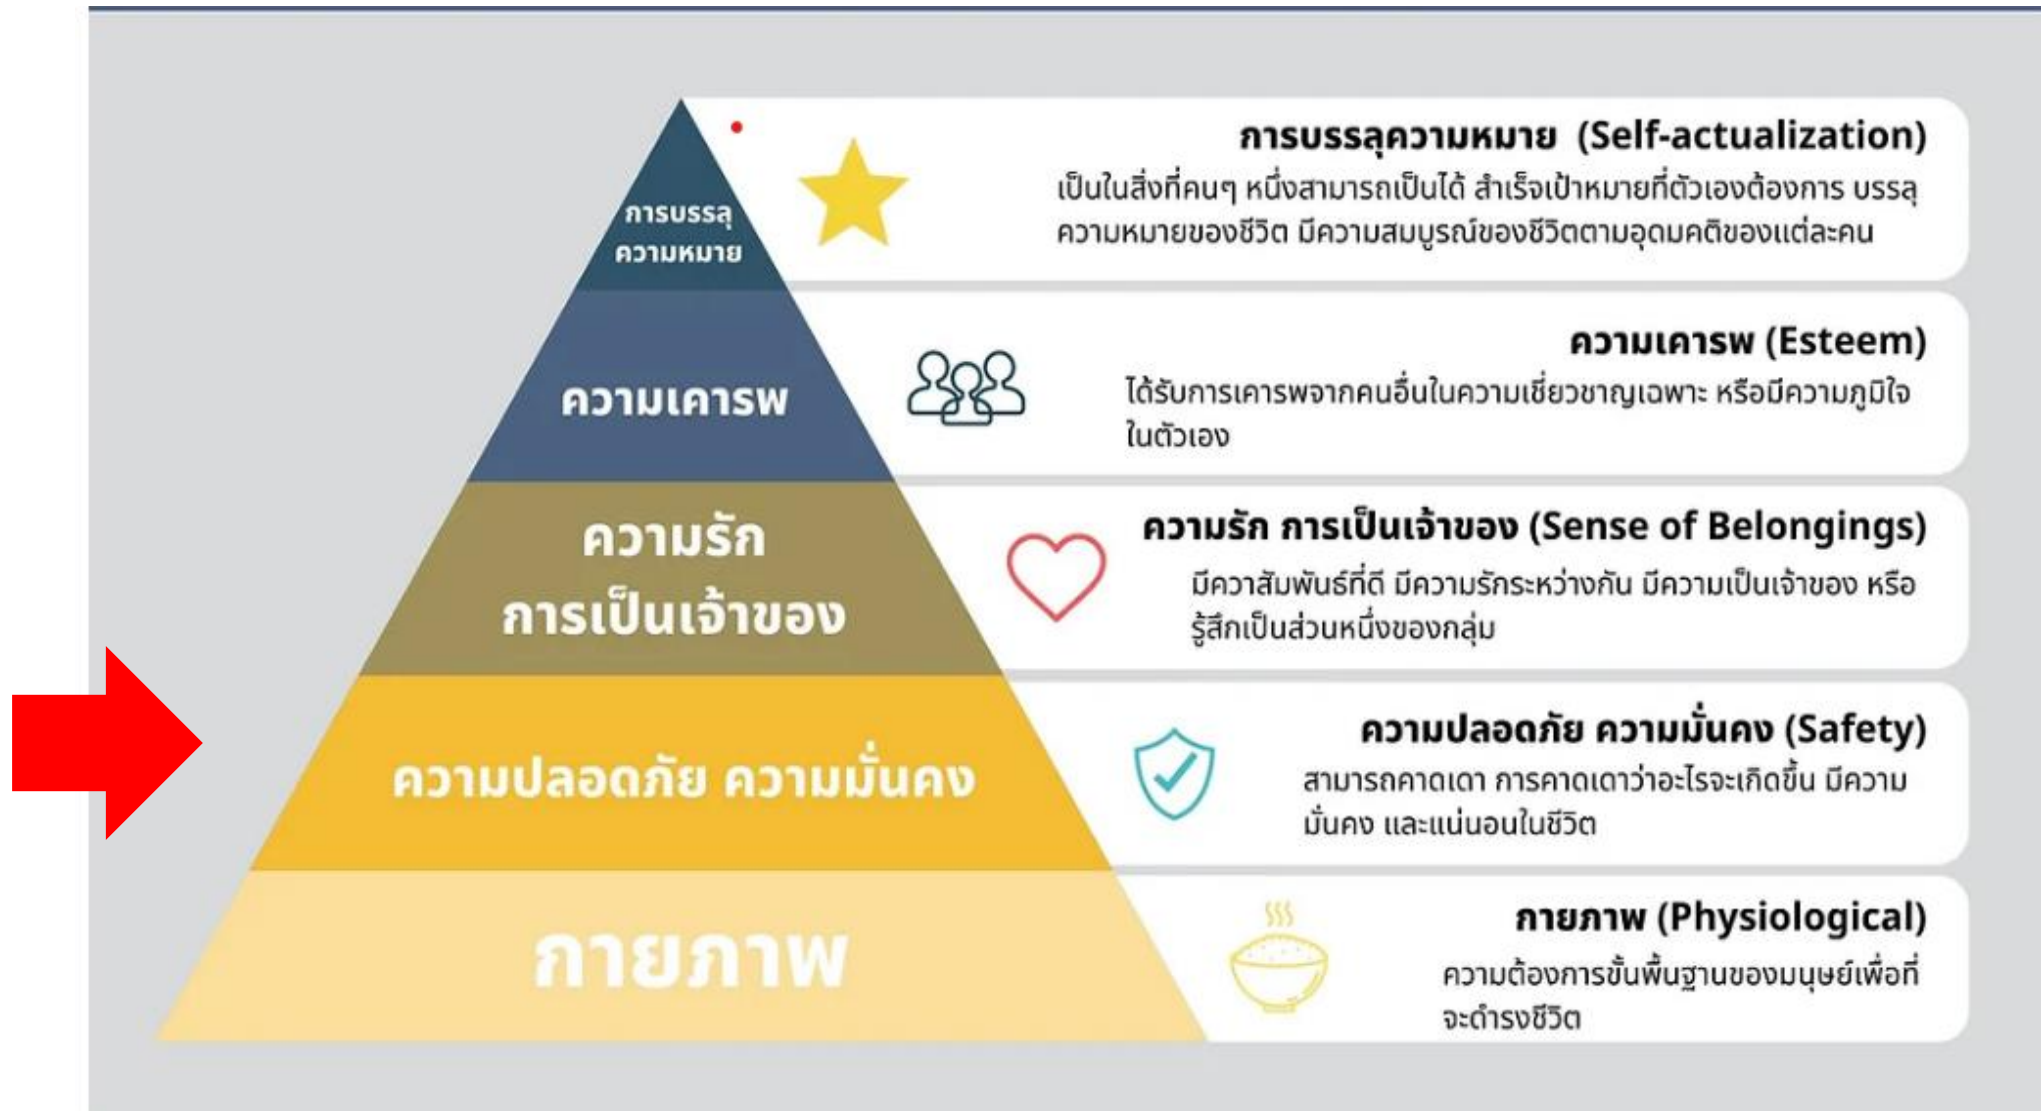 การบรรลุ
ความหมาย
การบรรลุความหมาย (Self-actualization)
เป็นในสิ่งที่คนๆ หนึ่งสามารถเป็นได้ สำเร็จเป้าหมายที่ตัวเองต้องการ บรรลุ
ความหมายของชีวิต มีความสมบูรณ์ของชีวิตตามอุดมคติของแต่ละคน
ความเคารพ
ความเคารพ (Esteem)
ได้รับการเคารพจากคนอื่นในความเชี่ยวชาญเฉพาะ หรือมีความภูมิใจ
ในตัวเอง
ความรัก
การเป็นเจ้าของ
ความรัก การเป็นเจ้าของ (Sense of Belongings)
มีควาสัมพันธ์ที่ดี มีความรักระหว่างกัน มีความเป็นเจ้าของ หรือ
รู้สึกเป็นส่วนหนึ่งของกลุ่ม
ความปลอดภัย ความมั่นคง
ความปลอดภัย ความมั่นคง (Safety)
สามารถคาดเดา การคาดเดาว่าอะไรจะเกิดขึ้น มีความ
มั่นคง และแน่นอนในชีวิต
กายภาพ
กายภาพ (Physiological)
ความต้องการขั้นพื้นฐานของมนุษย์เพื่อที่
จะดำรงชีวิต